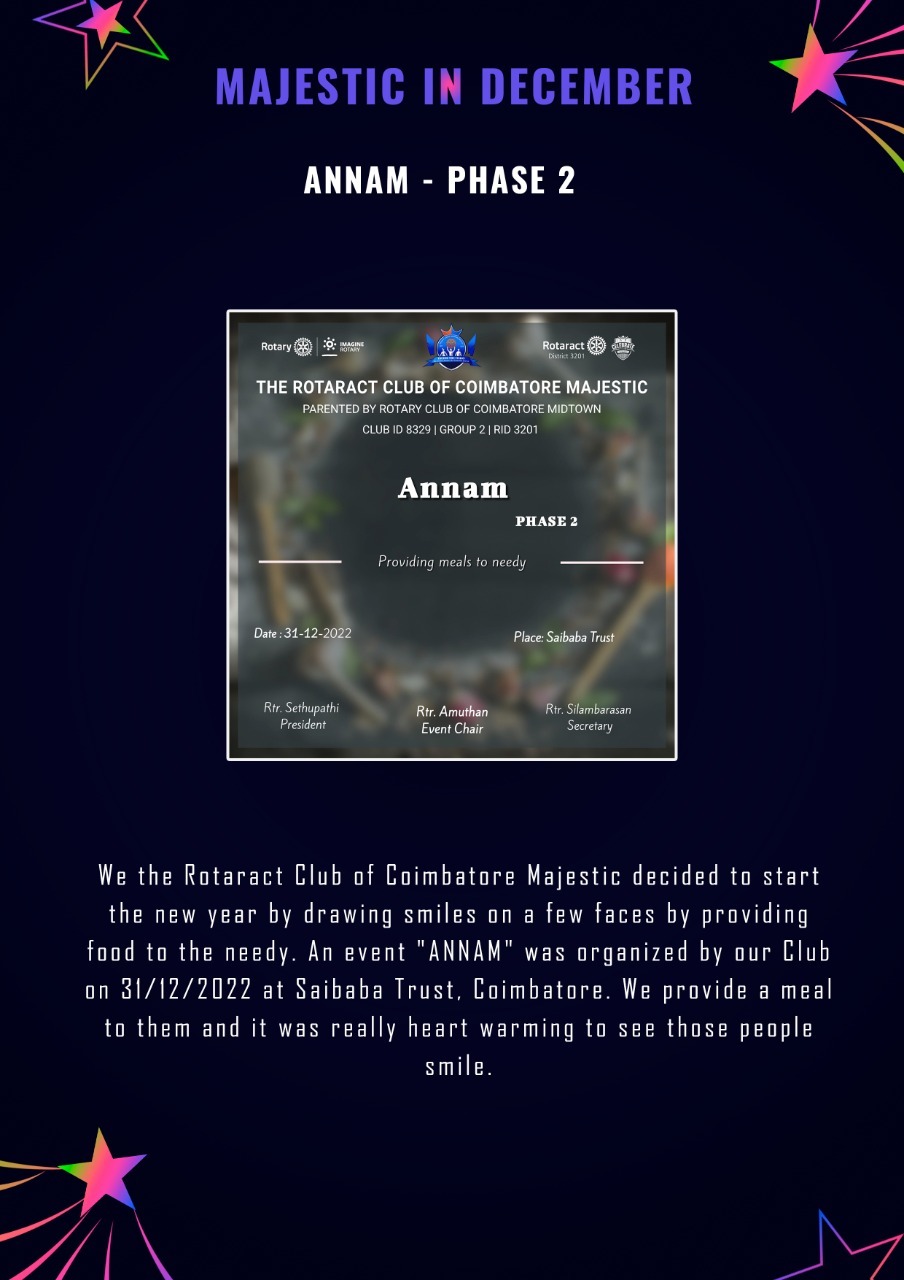 MAJESTIC IN DECEMBER
ANNAM - PHASE 2
Rotary IMAGINE ROTARY
Rotaract District 3201
THE ROTARACT CLUB OF COIMBATORE MAJESTIC
PARENTED BY ROTARY CLUB OF COIMBATORE MIDTOWN
CLUB ID 8329 | GROUP 2 | RID 3201
Annam
PHASE 2
Providing meals to needy
Date : 31-12-2022
Place: Saibaba Trust
Rtr. Sethupathi
President
Rtr. Amuthan
Event Chair
Rtr. Silambarasan
Secretary
We the Rotaract Club of Coimbatore Majestic decided to start
the new year by drawing smiles on a few faces by providing
food to the needy. An event "ANNAM" was organized by our Club
on 31/12/2022 at Saibaba Trust, Coimbatore. We provide a meal
to them and it was really heart warming to see those people
smile.